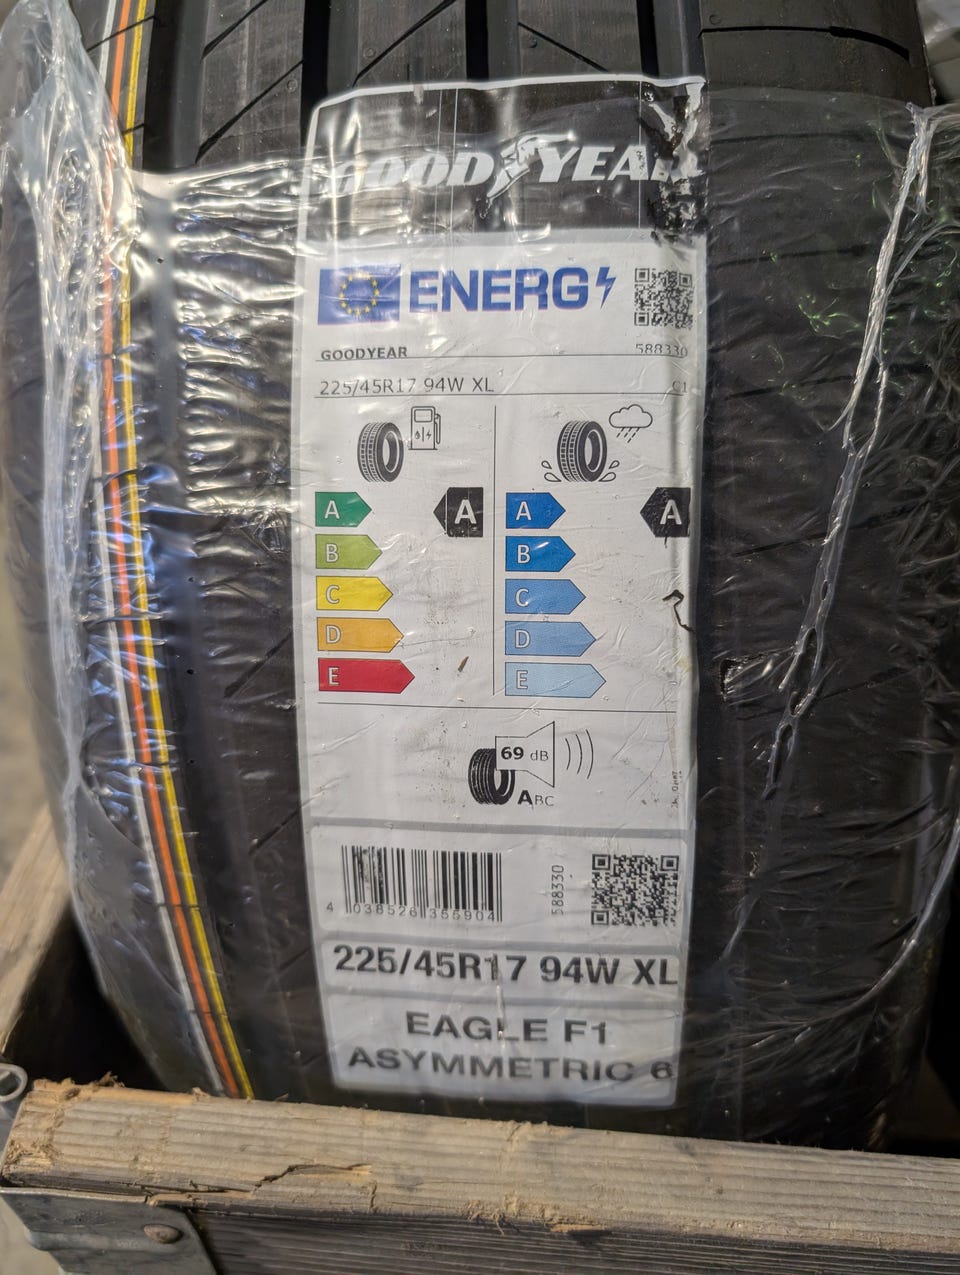 GOODYEAR
ENERG
GOODYEAR 588330
225/45R17 94W XL C1
A A
B
C
D
E
A A
B
C
D
E
69 dB
ABC
4 038526 355904
588330
225/45R17 94W XL
EAGLE F1
ASYMMETRIC 6